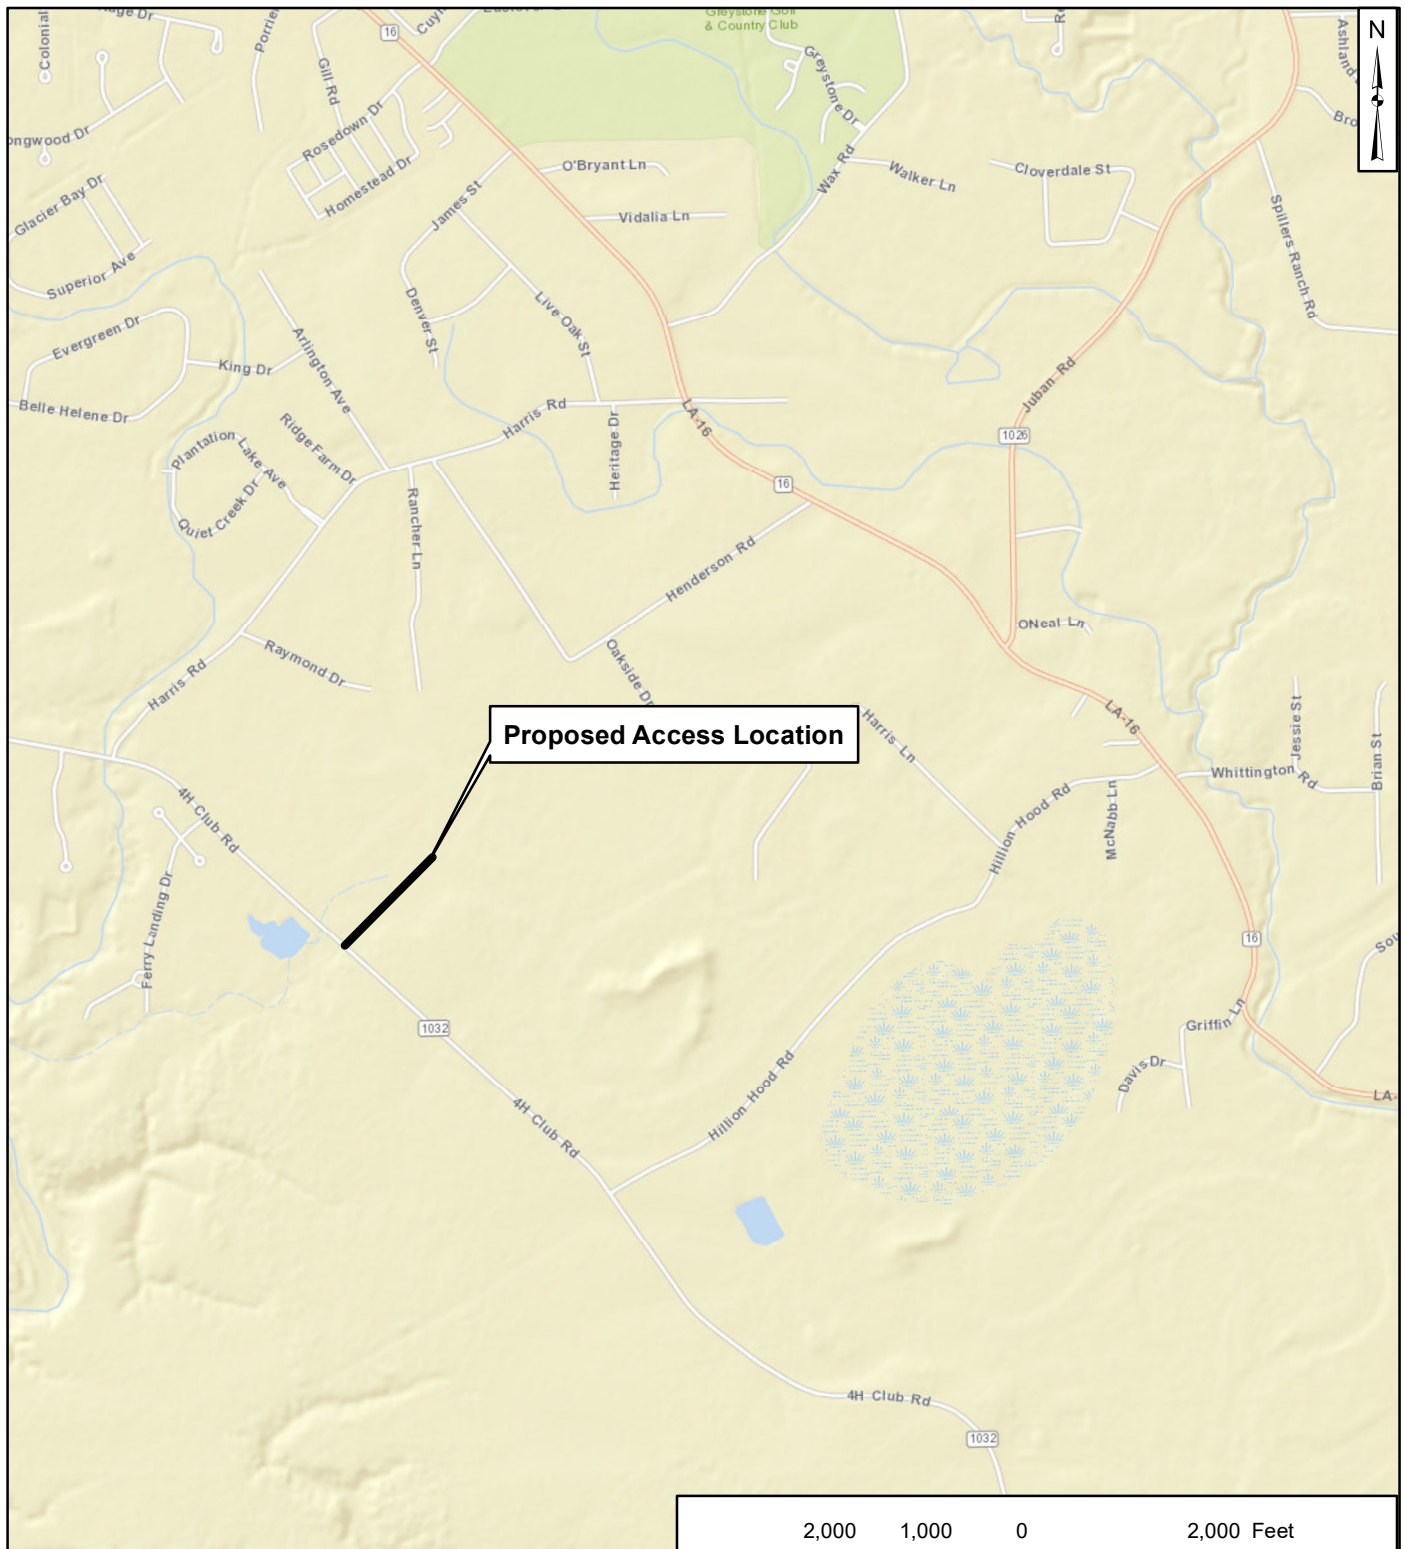 Colonial
Porrier
16
Greystone Golf
& Country Club
N
Ashland
Gill Rd
Greystone Dr
Rosedown Dr
Homestead Dr
James St
O'Bryant Ln
Vidalia Ln
Wax Rd
Walker Ln
Cloverdale St
Spillers Ranch Rd
Glacier Bay Dr
Superior Ave
Evergreen Dr
King Dr
Belle Helene Dr
Arlington Ave
Denver St
Live Oak St
Juban Rd
1026
Harris Rd
Heritage Dr
LA-16
16
Ridge Farm Dr
Plantation
Lake Ave
Quiet Creek Dr
Rancher Ln
Henderson Rd
ONeal Ln
Oakside Dr
Raymond Dr
Harris Rd
Proposed Access Location
Harris Ln
LA-16
Jessie St
Brian St
Whittington Rd
Hillion Hood Rd
McNabb Ln
4H Club Rd
Ferry Landing Dr
16
Griffin Ln
Davis Dr
1032
Hillion Hood Rd
4H Club Rd
LA-
4H Club Rd
1032
2,000 1,000 0 2,000 Feet